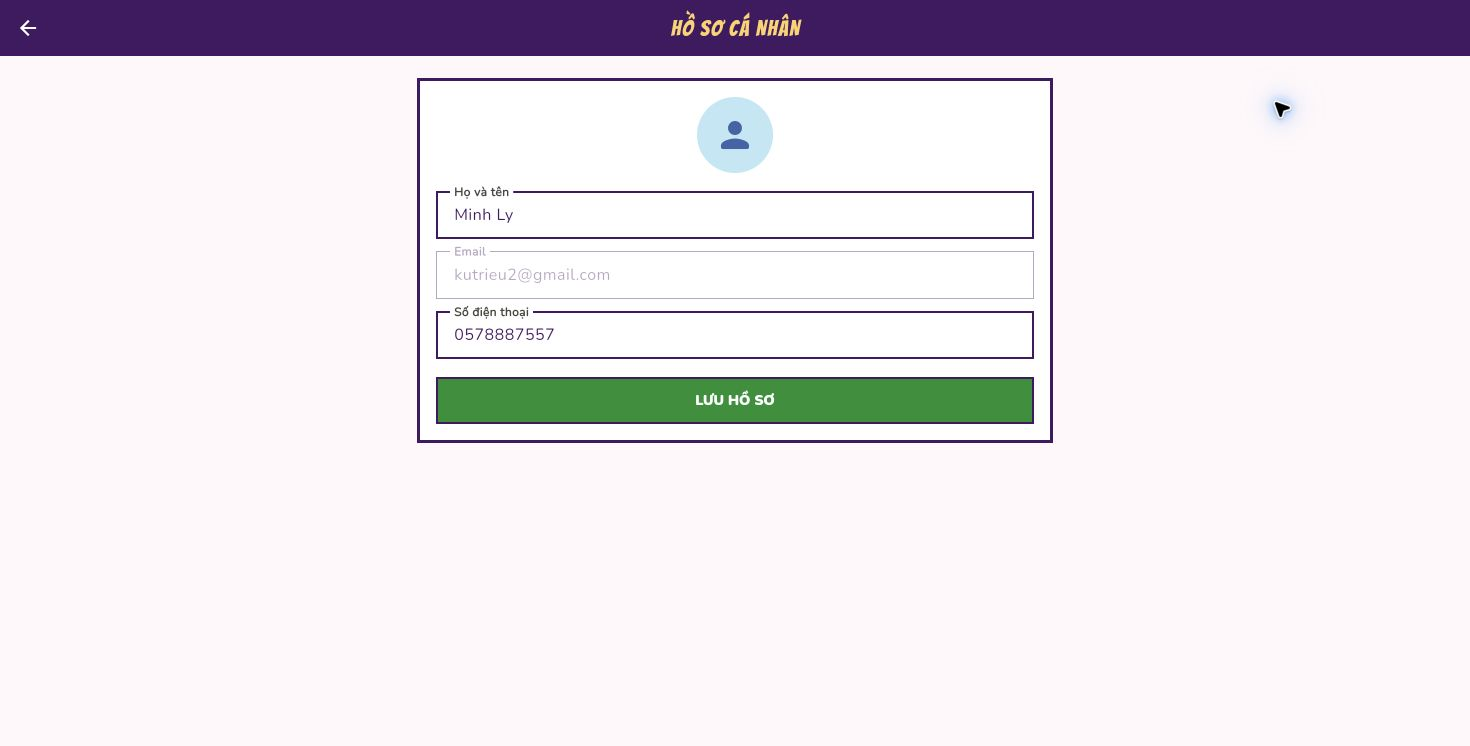 HỒ SƠ CÁ NHÂN
Họ và tên
Minh Ly
Email
kutrieu2@gmail.com
Số điện thoại
0578887557
LƯU HỒ SƠ